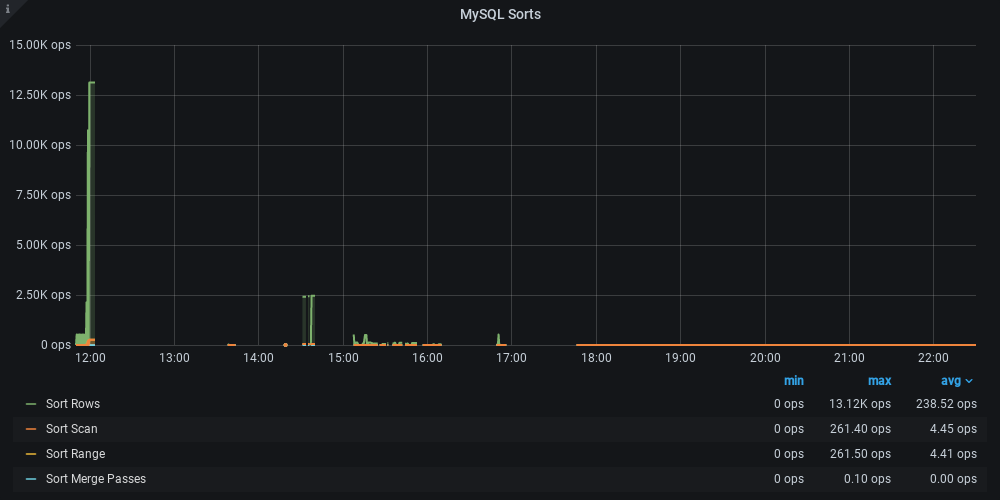 i
MySQL Sorts
15.00K ops
12.50K ops
10.00K ops
7.50K ops
5.00K ops
2.50K ops
0 ops
12:00 13:00 14:00 15:00 16:00 17:00 18:00 19:00 20:00 21:00 22:00
min max avg
Sort Rows 0 ops 13.12K ops 238.52 ops
Sort Scan 0 ops 261.40 ops 4.45 ops
Sort Range 0 ops 261.50 ops 4.41 ops
Sort Merge Passes 0 ops 0.10 ops 0.00 ops